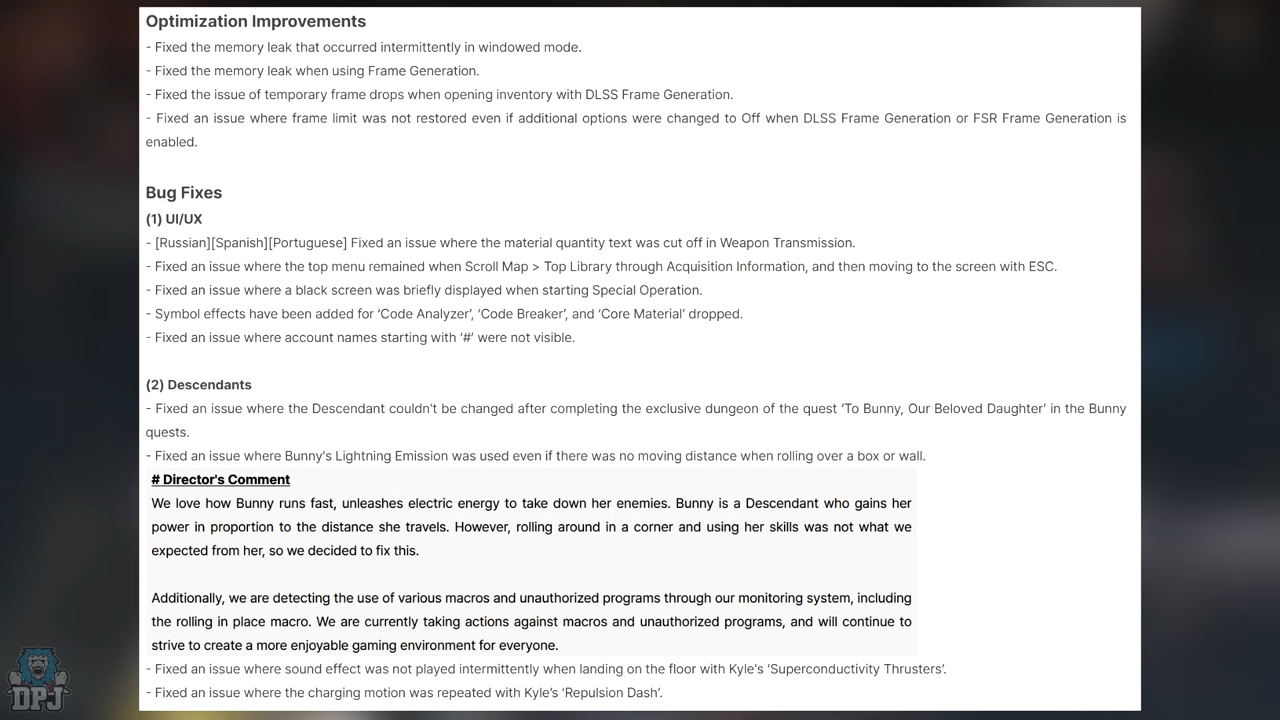 Optimization Improvements
- Fixed the memory leak that occurred intermittently in windowed mode.
- Fixed the memory leak when using Frame Generation.
- Fixed the issue of temporary frame drops when opening inventory with DLSS Frame Generation.
- Fixed an issue where frame limit was not restored even if additional options were changed to Off when DLSS Frame Generation or FSR Frame Generation is
enabled.
Bug Fixes
(1) UI/UX
- [Russian][Spanish][Portuguese] Fixed an issue where the material quantity text was cut off in Weapon Transmission.
- Fixed an issue where the top menu remained when Scroll Map > Top Library through Acquisition Information, and then moving to the screen with ESC.
- Fixed an issue where a black screen was briefly displayed when starting Special Operation.
- Symbol effects have been added for ‘Code Analyzer’, ‘Code Breaker’, and ‘Core Material’ dropped.
- Fixed an issue where account names starting with ‘#’ were not visible.
(2) Descendants
- Fixed an issue where the Descendant couldn't be changed after completing the exclusive dungeon of the quest ‘To Bunny, Our Beloved Daughter’ in the Bunny
quests.
- Fixed an issue where Bunny's Lightning Emission was used even if there was no moving distance when rolling over a box or wall.
# Director's Comment
We love how Bunny runs fast, unleashes electric energy to take down her enemies. Bunny is a Descendant who gains her
power in proportion to the distance she travels. However, rolling around in a corner and using her skills was not what we
expected from her, so we decided to fix this.
Additionally, we are detecting the use of various macros and unauthorized programs through our monitoring system, including
the rolling in place macro. We are currently taking actions against macros and unauthorized programs, and will continue to
strive to create a more enjoyable gaming environment for everyone.
- Fixed an issue where sound effect was not played intermittently when landing on the floor with Kyle's ‘Superconductivity Thrusters’.
- Fixed an issue where the charging motion was repeated with Kyle’s ‘Repulsion Dash’.
DPJ